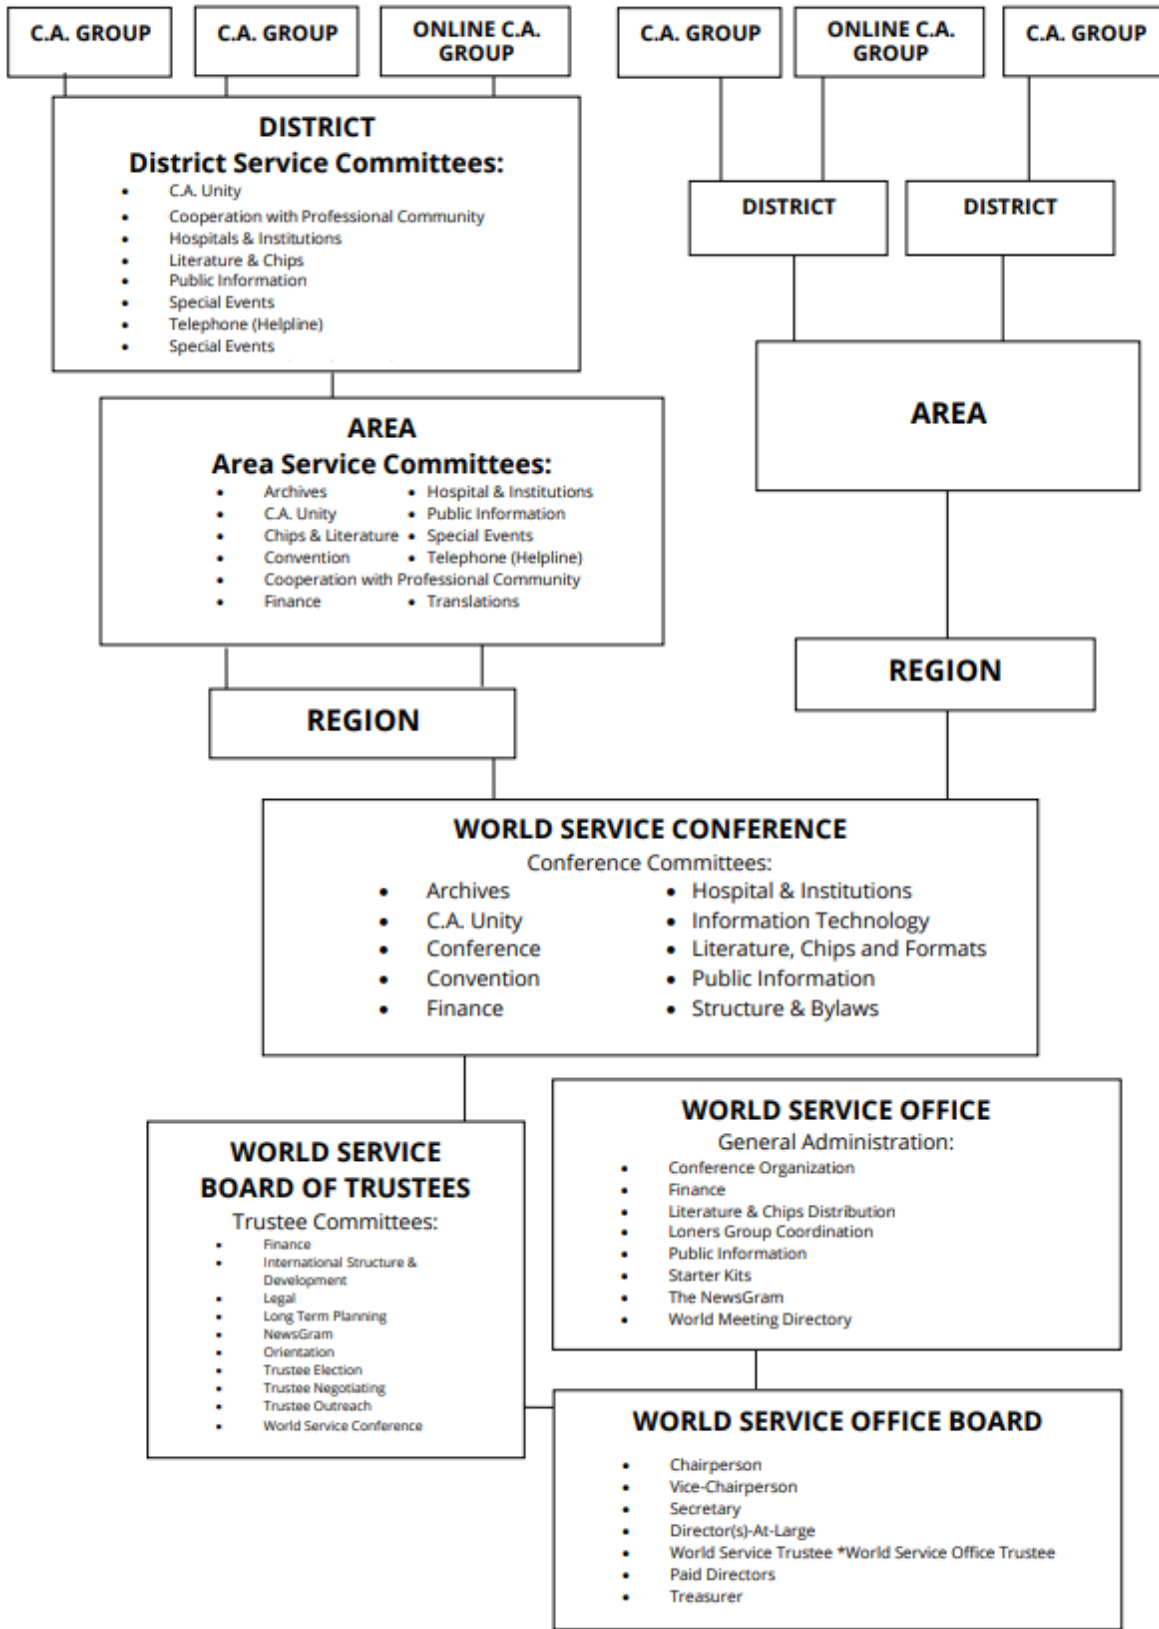 C.A. GROUP
C.A. GROUP
ONLINE C.A.
GROUP
C.A. GROUP
ONLINE C.A.
GROUP
C.A. GROUP
DISTRICT
District Service Committees:
• C.A. Unity
• Cooperation with Professional Community
• Hospitals & Institutions
• Literature & Chips
• Public Information
• Special Events
• Telephone (Helpline)
• Special Events
DISTRICT
DISTRICT
AREA
Area Service Committees:
• Archives • Hospital & Institutions
• C.A. Unity • Public Information
• Chips & Literature • Special Events
• Convention • Telephone (Helpline)
• Cooperation with Professional Community
• Finance • Translations
AREA
REGION
REGION
WORLD SERVICE CONFERENCE
Conference Committees:
• Archives • Hospital & Institutions
• C.A. Unity • Information Technology
• Conference • Literature, Chips and Formats
• Convention • Public Information
• Finance • Structure & Bylaws
WORLD SERVICE
BOARD OF TRUSTEES
Trustee Committees:
• Finance
• International Structure &
Development
• Legal
• Long Term Planning
• NewsGram
• Orientation
• Trustee Election
• Trustee Negotiating
• Trustee Outreach
• World Service Conference
WORLD SERVICE OFFICE
General Administration:
• Conference Organization
• Finance
• Literature & Chips Distribution
• Loners Group Coordination
• Public Information
• Starter Kits
• The NewsGram
• World Meeting Directory
WORLD SERVICE OFFICE BOARD
• Chairperson
• Vice-Chairperson
• Secretary
• Director(s)-At-Large
• World Service Trustee *World Service Office Trustee
• Paid Directors
• Treasurer